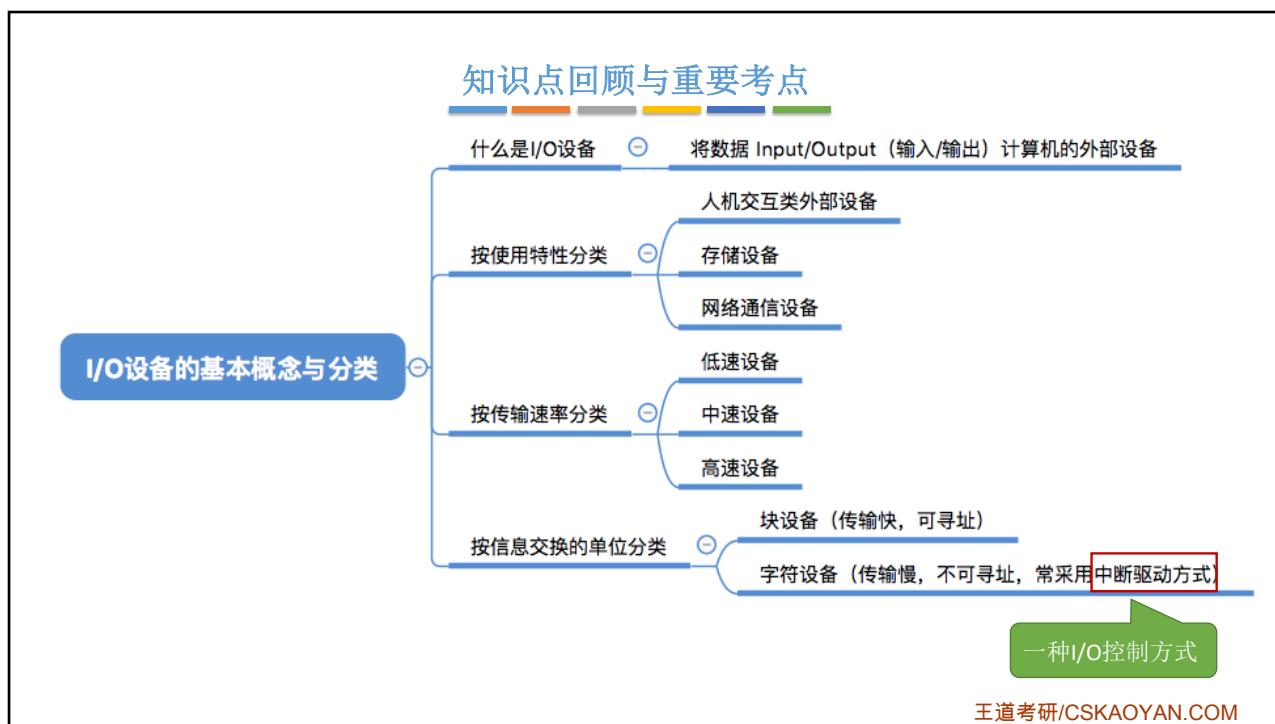 知识点回顾与重要考点
什么是I/O设备
将数据 Input/Output（输入/输出）计算机的外部设备
人机交互类外部设备
按使用特性分类
存储设备
网络通信设备
I/O设备的基本概念与分类
低速设备
按传输速率分类
中速设备
高速设备
块设备（传输快，可寻址）
按信息交换的单位分类
字符设备（传输慢，不可寻址，常采用中断驱动方式）
一种I/O控制方式
王道考研/CSKAOYAN.COM